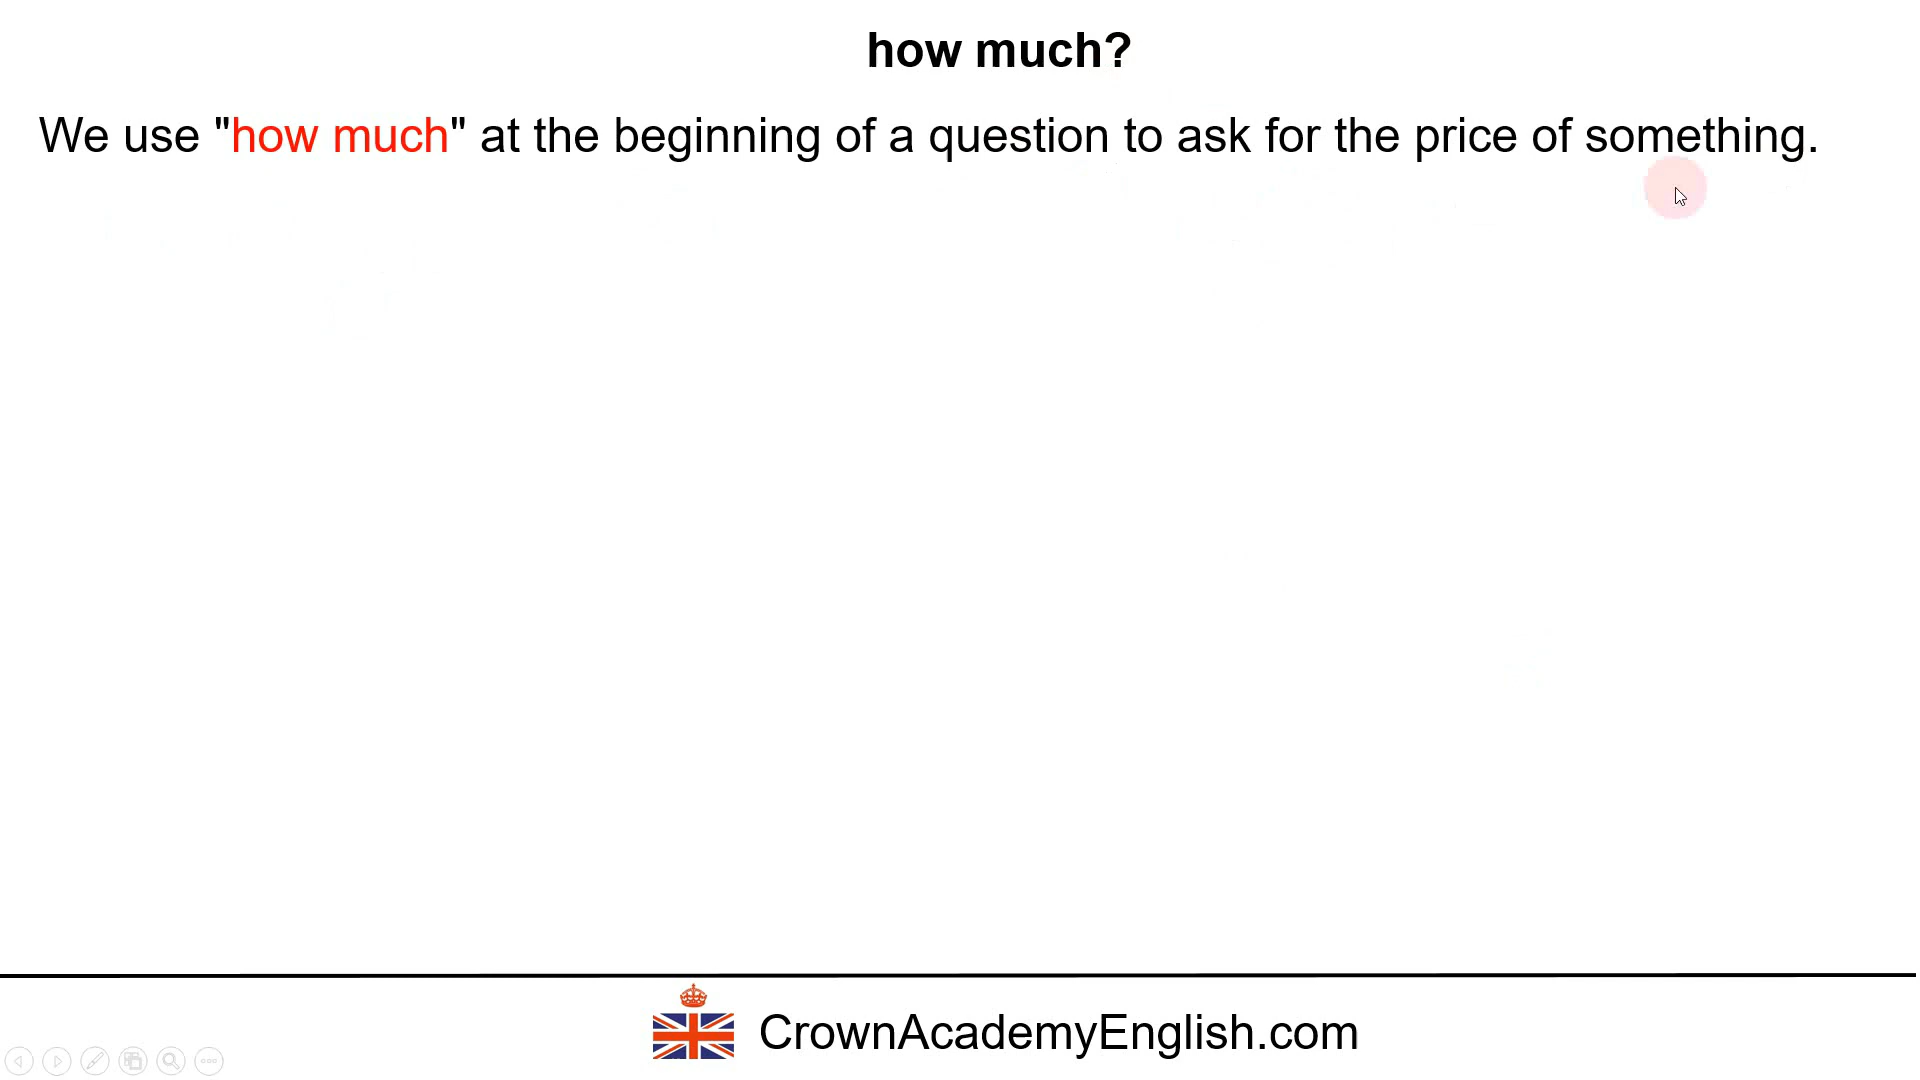 how much?
We use "how much" at the beginning of a question to ask for the price of something.
CrownAcademyEnglish.com